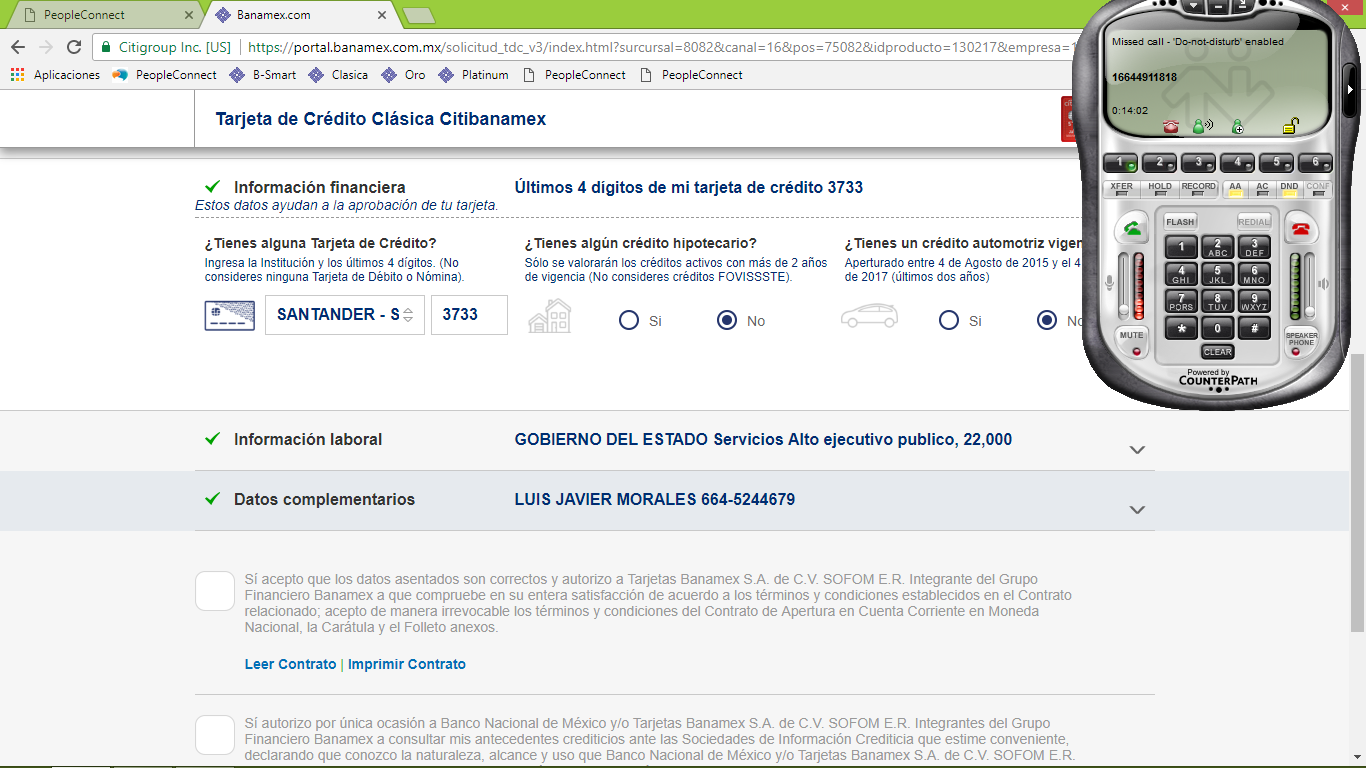 PeopleConnect
Banamex.com
Citigroup Inc. [US]
https://portal.banamex.com.mx/solicitud_tdc_v3/index.html?surcursal=8082&canal=16&pos=75082&idproducto=130217&empresa=1
Aplicaciones
PeopleConnect
B-Smart
Clasica
Oro
Platinum
PeopleConnect
PeopleConnect
Tarjeta de Crédito Clásica Citibanamex
Información financiera
Últimos 4 dígitos de mi tarjeta de crédito 3733
Estos datos ayudan a la aprobación de tu tarjeta.
¿Tienes alguna Tarjeta de Crédito?
Ingresa la Institución y los últimos 4 dígitos. (No
consideres ninguna Tarjeta de Débito o Nómina).
SANTANDER - S
3733
¿Tienes algún crédito hipotecario?
Sólo se valorarán los créditos activos con más de 2 años
de vigencia (No consideres créditos FOVISSSTE).
Si
No
¿Tienes un crédito automotriz vigen
Aperturado entre 4 de Agosto de 2015 y el 4
de 2017 (últimos dos años)
Si
No
Información laboral
GOBIERNO DEL ESTADO Servicios Alto ejecutivo publico, 22,000
Datos complementarios
LUIS JAVIER MORALES 664-5244679
Sí acepto que los datos asentados son correctos y autorizo a Tarjetas Banamex S.A. de C.V. SOFOM E.R. Integrante del Grupo
Financiero Banamex a que compruebe en su entera satisfacción de acuerdo a los términos y condiciones establecidos en el Contrato
relacionado; acepto de manera irrevocable los términos y condiciones del Contrato de Apertura en Cuenta Corriente en Moneda
Nacional, la Carátula y el Folleto anexos.
Leer Contrato | Imprimir Contrato
Sí autorizo por única ocasión a Banco Nacional de México y/o Tarjetas Banamex S.A. de C.V. SOFOM E.R. Integrantes del Grupo
Financiero Banamex a consultar mis antecedentes crediticios ante las Sociedades de Información Crediticia que estime conveniente,
declarando que conozco la naturaleza, alcance y uso que Banco Nacional de México y/o Tarjetas Banamex S.A. de C.V. SOFOM E.R.
Missed call - 'Do-not-disturb' enabled
16644911818
0:14:02
1 2 3 4 5 6
XFER HOLD RECORD AA AC DND CONF
FLASH REDIAL
1 2 ABC 3 DEF
4 GHI 5 JKL 6 MNO
7 PQRS 8 TUV 9 WXYZ
* 0 #
MUTE
SPEAKER
PHONE
CLEAR
Powered by
COUNTERPATH